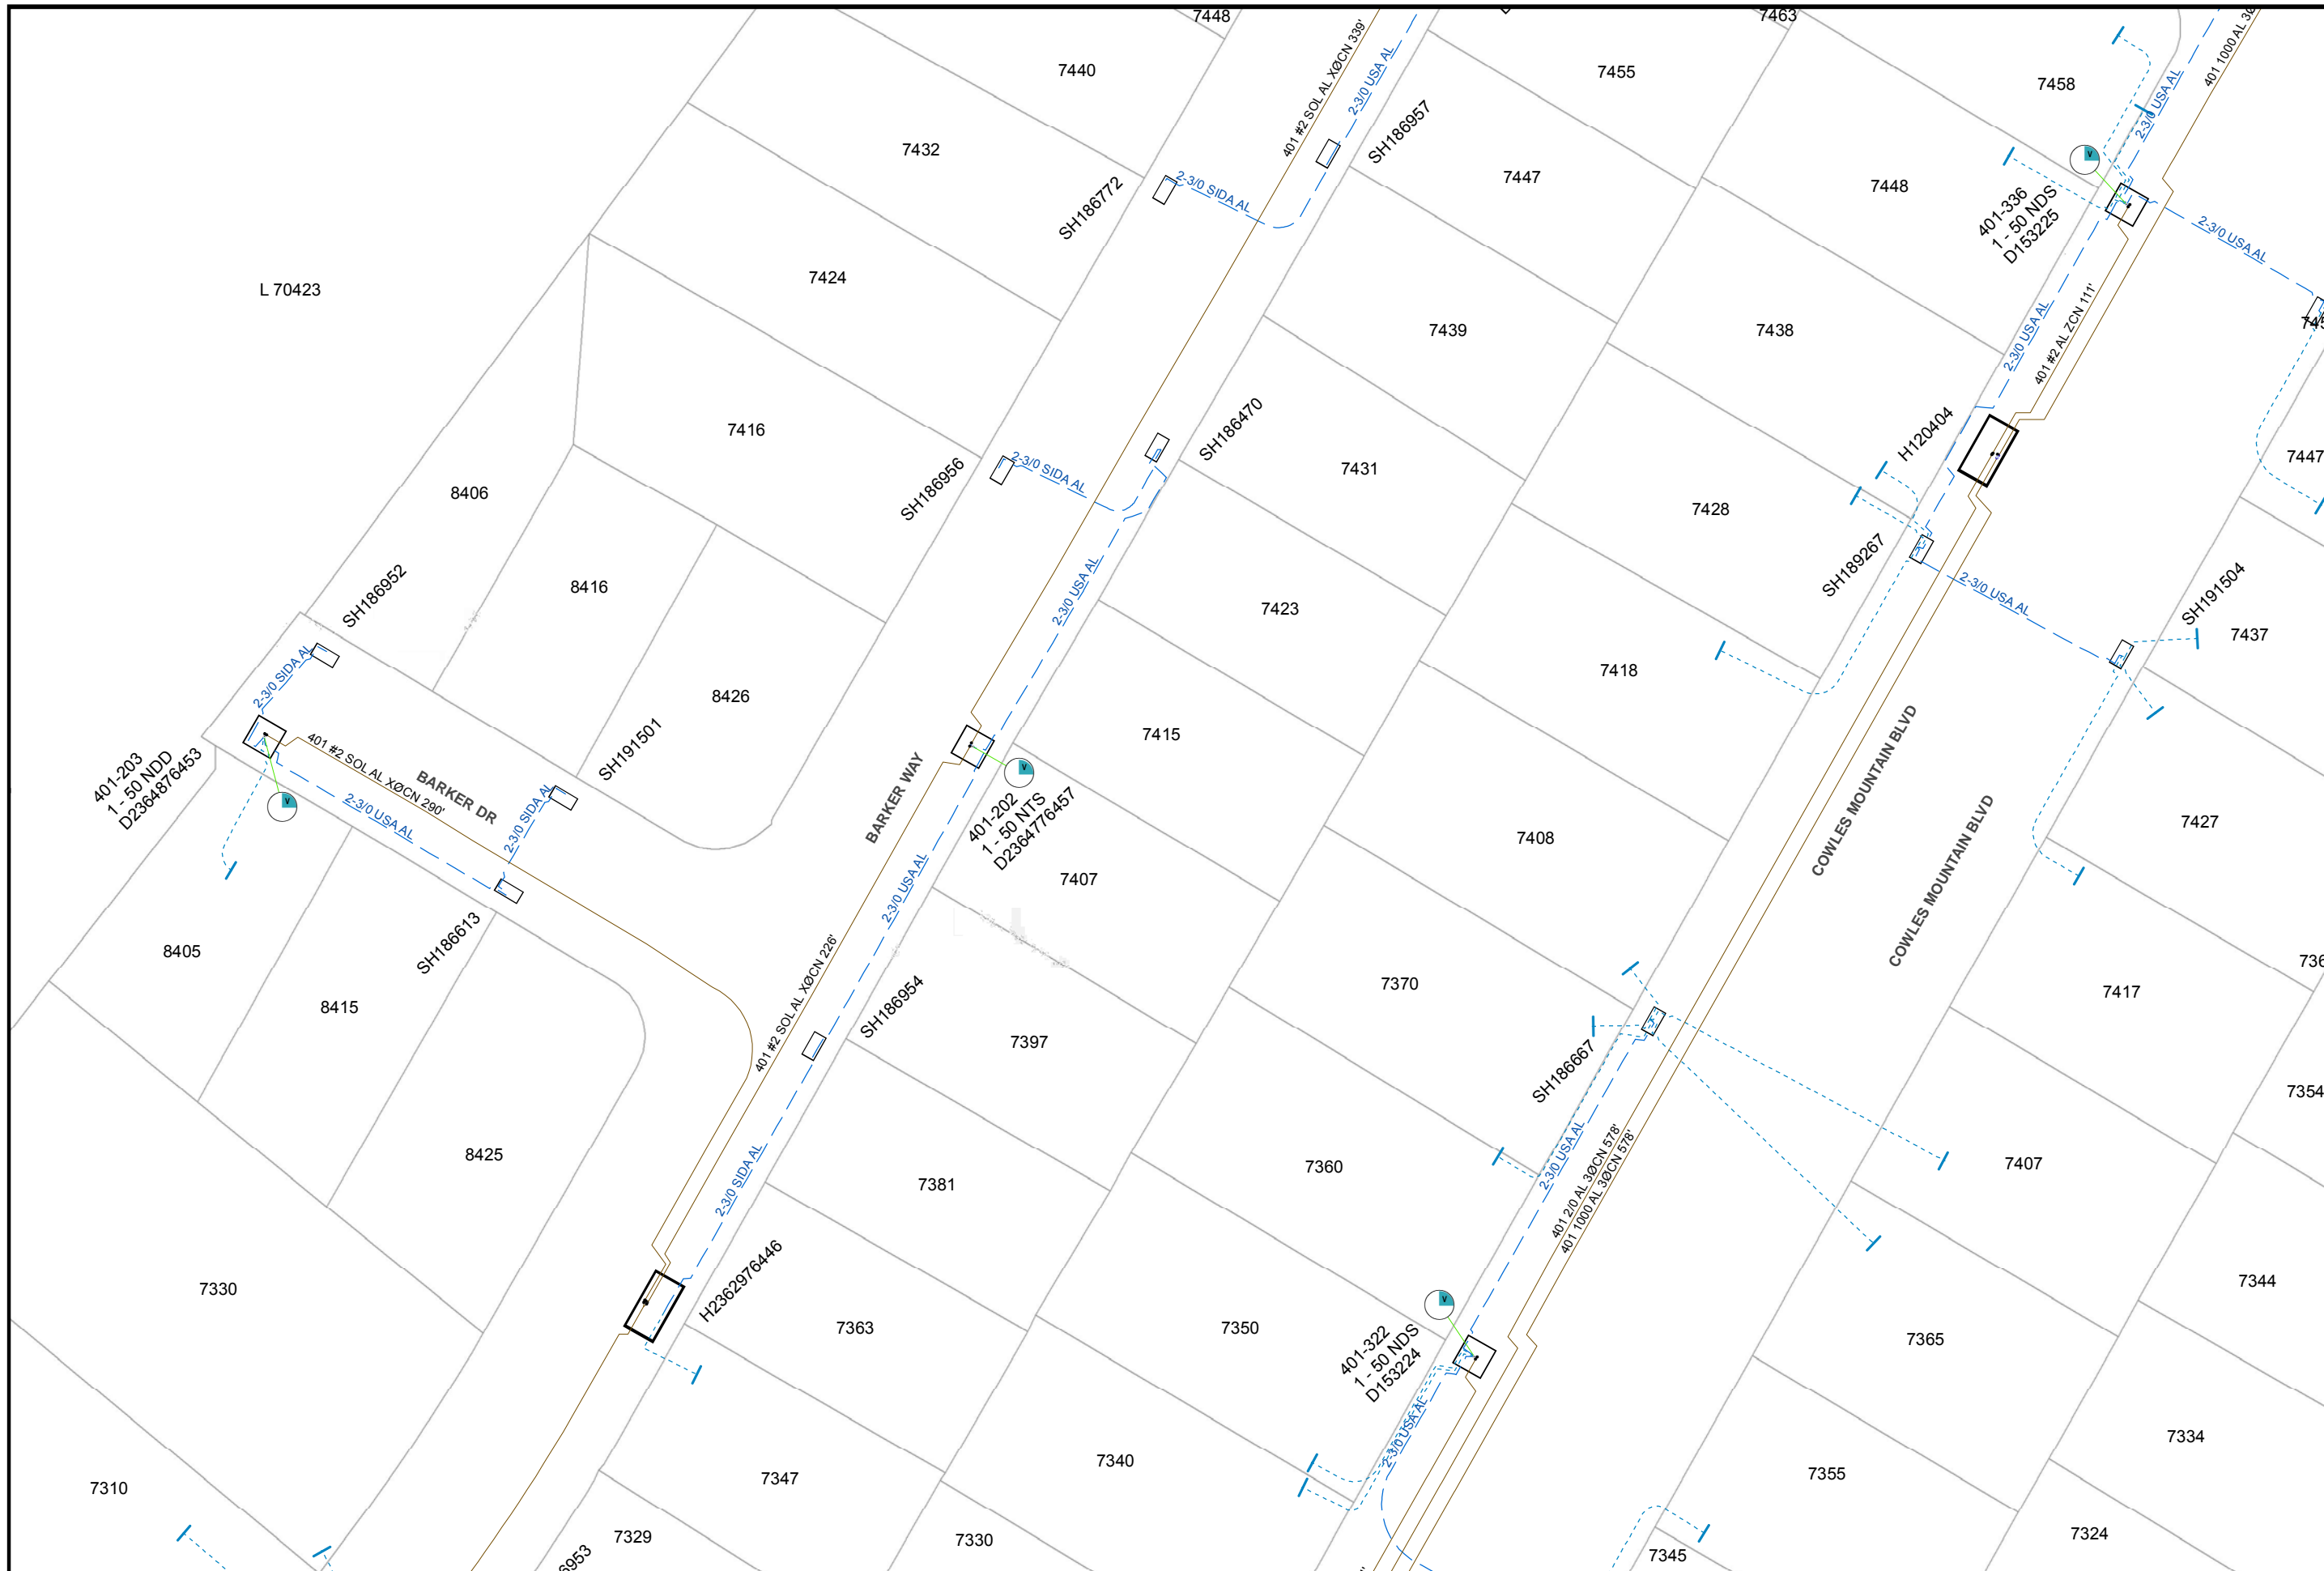 7448
7463
7440
7455
7458
401 #2 SOL AL XØCN 339'
2-3/0 USA AL
SH186957
2-3/0 USA AL
401 1000 AL 3Ø
7432
7447
7448
SH186772
2-3/0 SIDA AL
401-336
1 - 50 NDS
D153225
2-3/0 USA AL
V
L 70423
7424
7439
7438
2-3/0 USA AL
401 #2 AL ZCN 111'
7416
SH186470
7431
H120404
7447
8406
SH186956
2-3/0 SIDA AL
7428
SH186952
8416
2-3/0 USA AL
7423
SH189267
2-3/0 USA AL
SH191504
7437
2-3/0 SIDA AL
8426
7418
401-203
1 - 50 NDD
D2364876453
401 #2 SOL AL XØCN 290'
BARKER DR
SH191501
7415
V
2-3/0 USA AL
2-3/0 SIDA AL
V
BARKER WAY
401-202
1 - 50 NTS
D2364776457
COWLES MOUNTAIN BLVD
COWLES MOUNTAIN BLVD
7427
7408
7407
2-3/0 USA AL
8405
SH186613
7370
7417
8415
401 #2 SOL AL XØCN 226'
SH186954
7397
SH186667
7354
8425
2-3/0 SIDA AL
7381
7360
2-3/0 USA AL
401 2/0 AL 3ØCN 578'
401 1000 AL 3ØCN 578'
7407
7330
H2362976446
7363
7350
V
401-322
1 - 50 NDS
D153224
7344
7365
2-3/0 USA AL
7334
7310
7347
7340
7355
7329
7330
7345
7324
6953